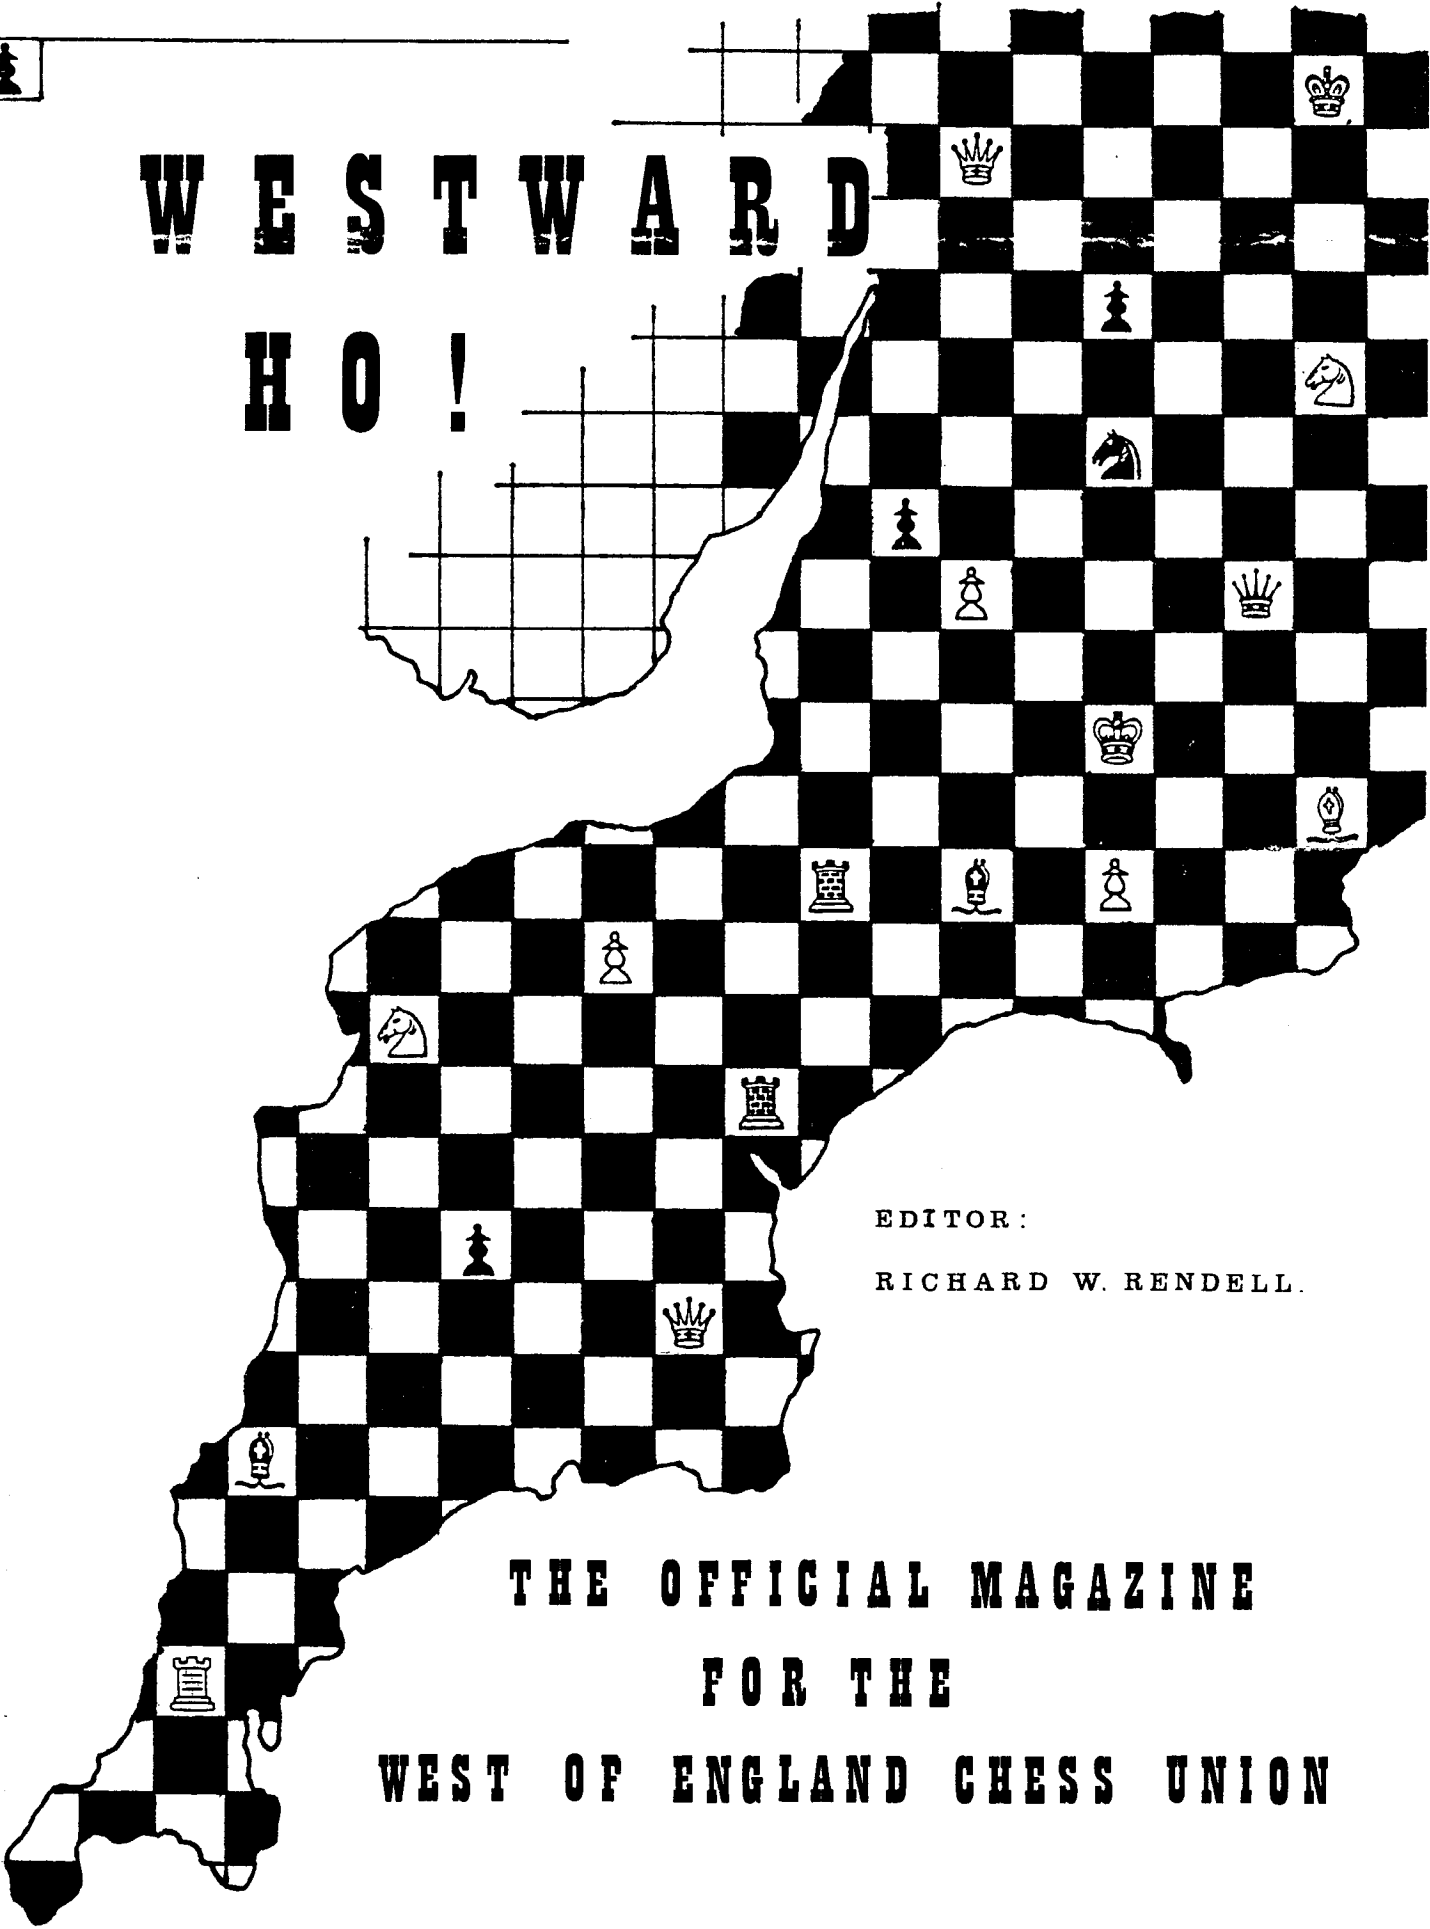 WESTWARD
HO!
EDITOR:
RICHARD W. RENDELL.
THE OFFICIAL MAGAZINE
FOR THE
WEST OF ENGLAND CHESS UNION